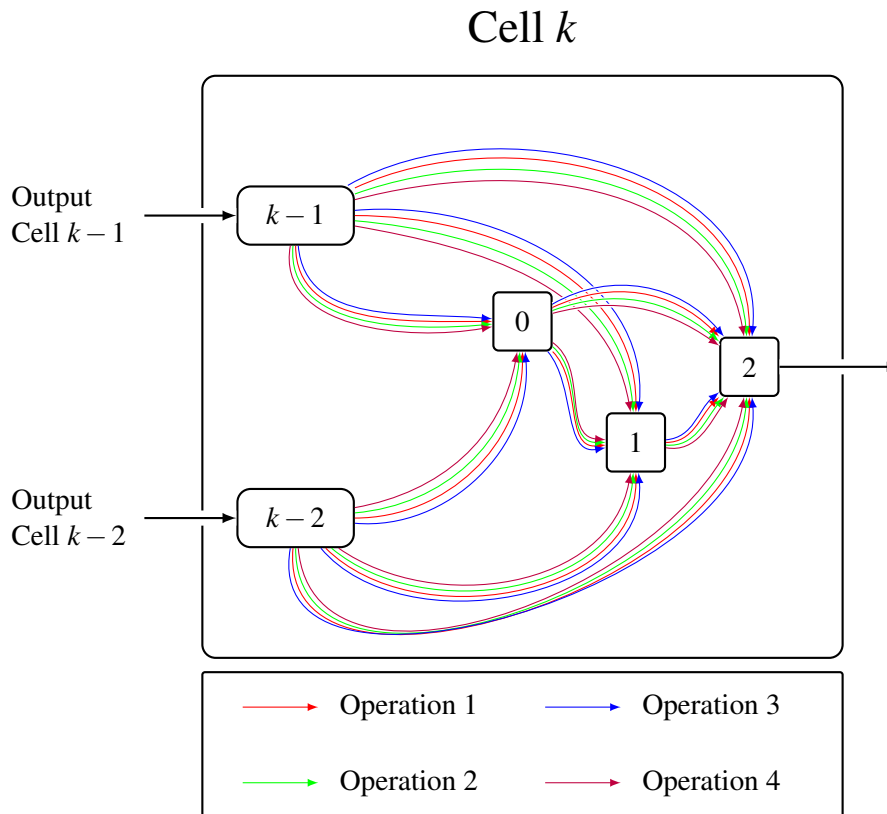 Cell k
Output
Cell k − 1
k − 1
0
2
1
Output
Cell k − 2
k − 2
Operation 1
Operation 3
Operation 2
Operation 4